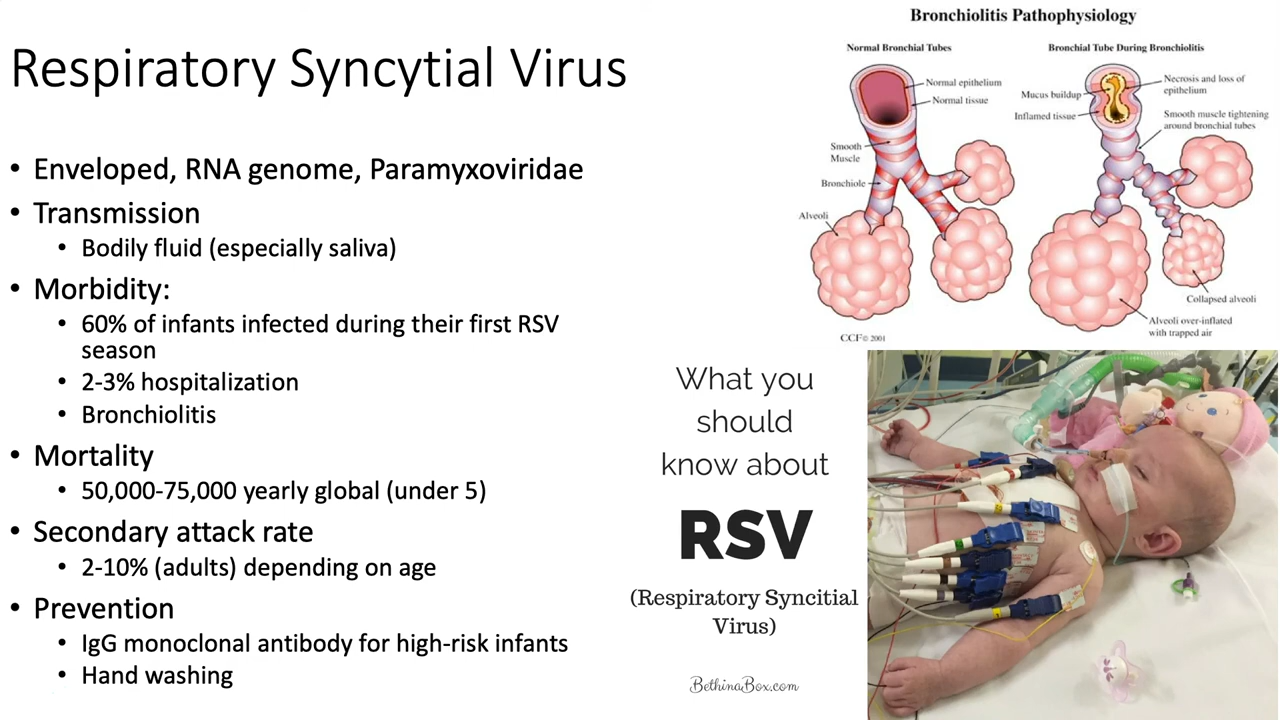 Respiratory Syncytial Virus
• Enveloped, RNA genome, Paramyxoviridae
• Transmission
• Bodily fluid (especially saliva)
• Morbidity:
• 60% of infants infected during their first RSV
season
• 2-3% hospitalization
• Bronchiolitis
• Mortality
• 50,000-75,000 yearly global (under 5)
• Secondary attack rate
• 2-10% (adults) depending on age
• Prevention
• IgG monoclonal antibody for high-risk infants
• Hand washing
Bronchiolitis Pathophysiology
Normal Bronchial Tubes
Normal epithelium
Normal tissue
Smooth
Muscle
Bronchiole
Alveoli
CCF© 2001
Bronchial Tube During Bronchiolitis
Mucus buildup
Inflamed tissue
Necrosis and loss of
epithelium
Smooth muscle tightening
around bronchial tubes
Collapsed alveoli
Alveoli over-inflated
with trapped air
What you
should
know about
RSV
(Respiratory Syncitial
Virus)
BethinaBox.com